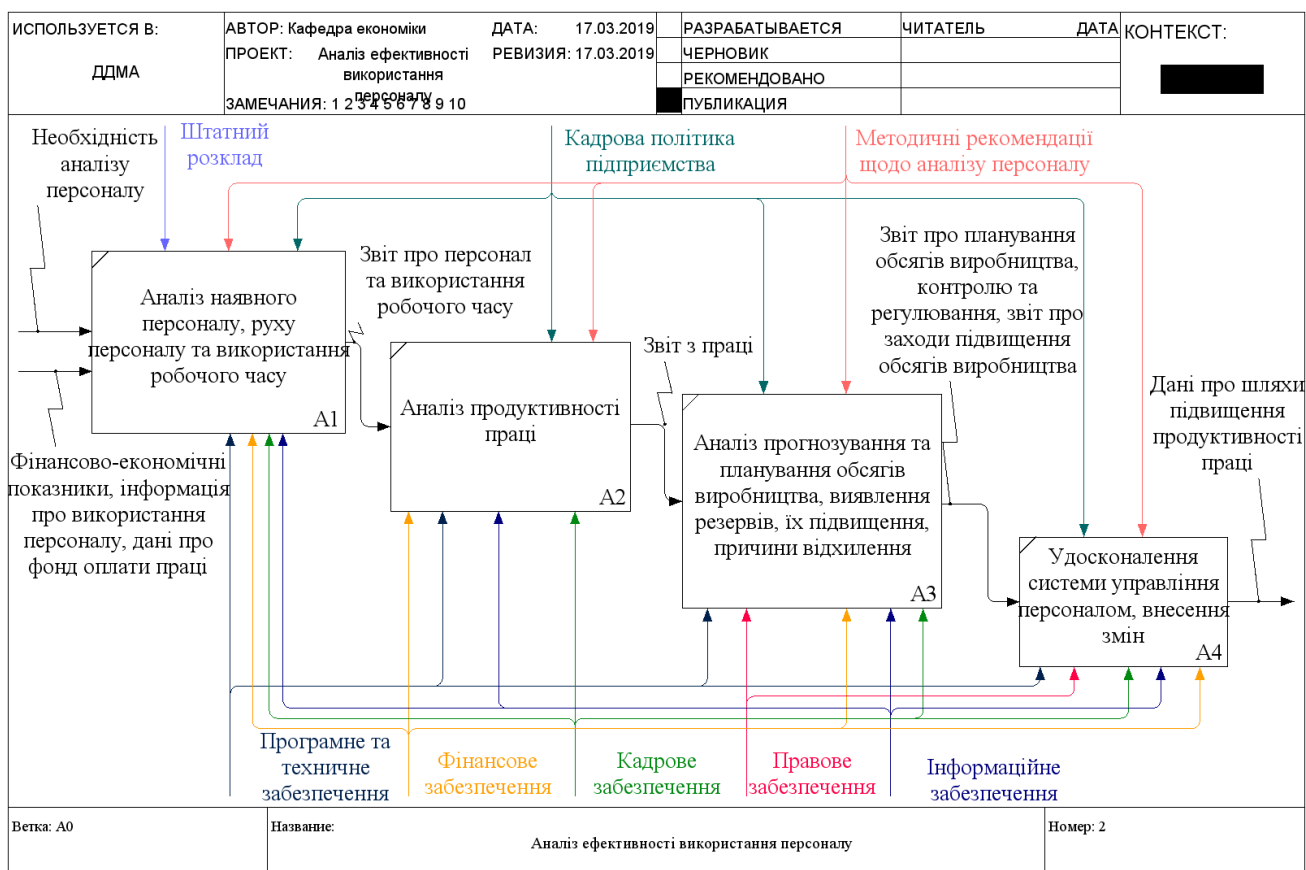 ИСПОЛЬЗУЕТСЯ В:
ДДМА
АВТОР: Кафедра економіки
ДАТА: 17.03.2019
ПРОЕКТ: Аналіз ефективності
використання
персоналу
РЕВИЗИЯ: 17.03.2019
ЗАМЕЧАНИЯ: 1 2 3 4 5 6 7 8 9 10
РАЗРАБАТЫВАЕТСЯ
ЧЕРНОВИК
РЕКОМЕНДОВАНО
ПУБЛИКАЦИЯ
ЧИТАТЕЛЬ
ДАТА
КОНТЕКСТ:
Необхідність
аналізу
персоналу
Штатний
розклад
Кадрова політика
підприємства
Методичні рекомендації
щодо аналізу персоналу
Аналіз наявного
персоналу, руху
персоналу та використання
робочого часу
А1
Звіт про персонал
та використання
робочого часу
Фінансово-економічні
показники, інформація
про використання
персоналу, дані про
фонд оплати праці
Аналіз продуктивності
праці
А2
Звіт з праці
Звіт про планування
обсягів виробництва,
контролю та
регулювання, звіт про
заходи підвищення
обсягів виробництва
Аналіз прогнозування та
планування обсягів
виробництва, виявлення
резервів, їх підвищення,
причини відхилення
А3
Дані про шляхи
підвищення
продуктивності
праці
Удосконалення
системи управління
персоналом, внесення
змін
А4
Програмне та
техничне
забезпечення
Фінансове
забезпечення
Кадрове
забезпечення
Правове
забезпечення
Інформаційне
забезпечення
Ветка: А0
Название:
Аналіз ефективності використання персоналу
Номер: 2